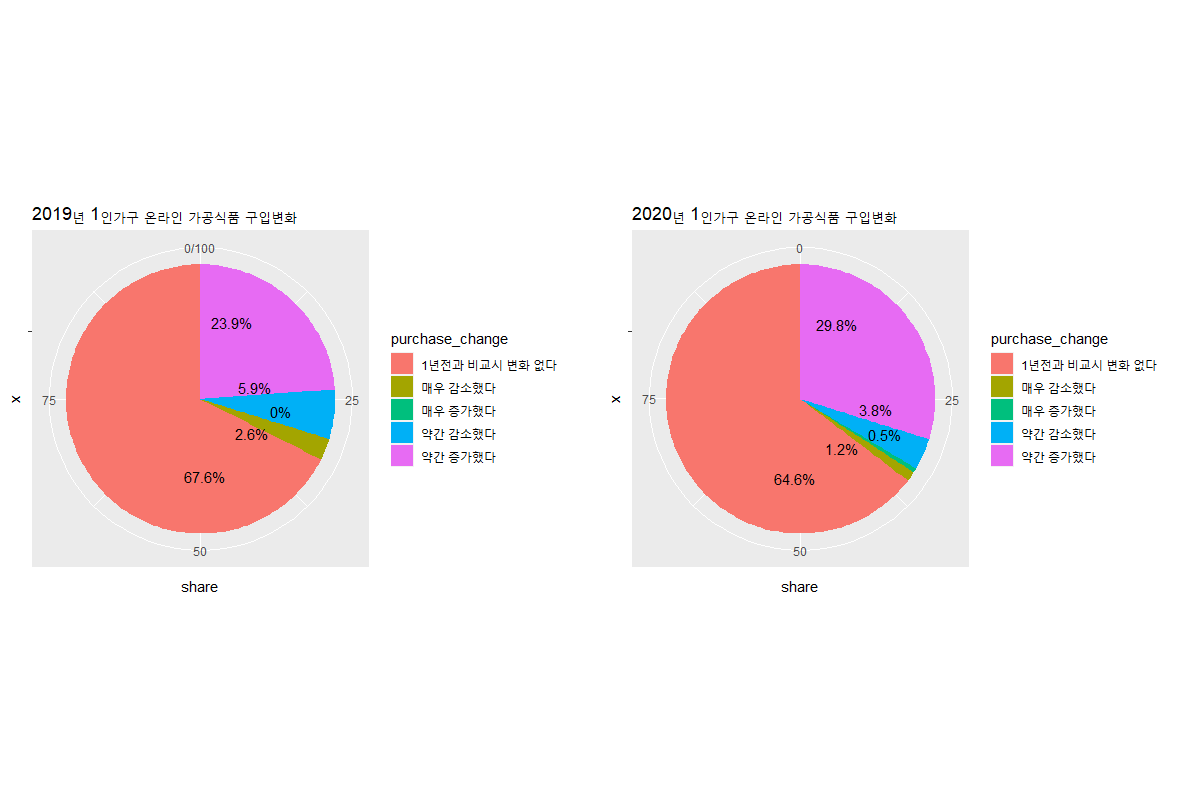 2019년 1인가구 온라인 가공식품 구입변화
0/100
23.9%
5.9%
0%
2.6%
67.6%
75
25
50
x
share
purchase_change
1년전과 비교시 변화 없다
매우 감소했다
매우 증가했다
약간 감소했다
약간 증가했다
2020년 1인가구 온라인 가공식품 구입변화
0
29.8%
3.8%
0.5%
1.2%
64.6%
75
25
50
x
share
purchase_change
1년전과 비교시 변화 없다
매우 감소했다
매우 증가했다
약간 감소했다
약간 증가했다